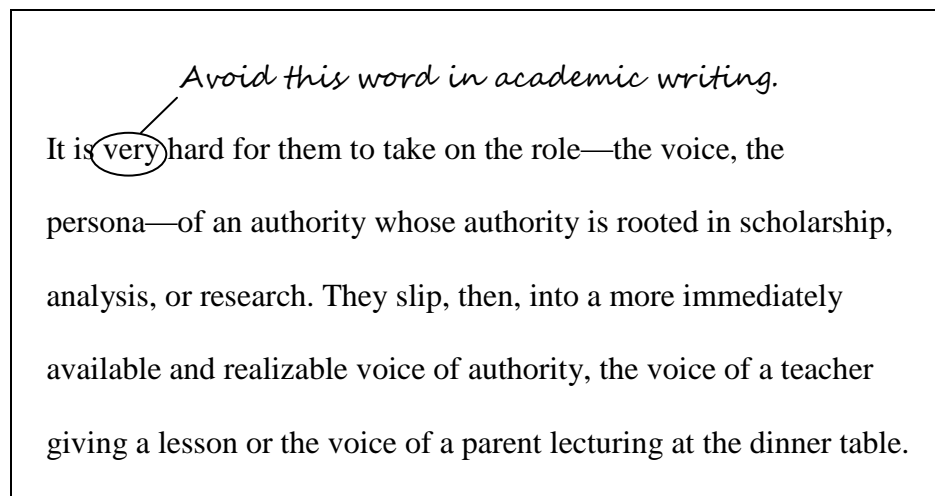 Avoid this word in academic writing.
It is very hard for them to take on the role—the voice, the
persona—of an authority whose authority is rooted in scholarship,
analysis, or research. They slip, then, into a more immediately
available and realizable voice of authority, the voice of a teacher
giving a lesson or the voice of a parent lecturing at the dinner table.